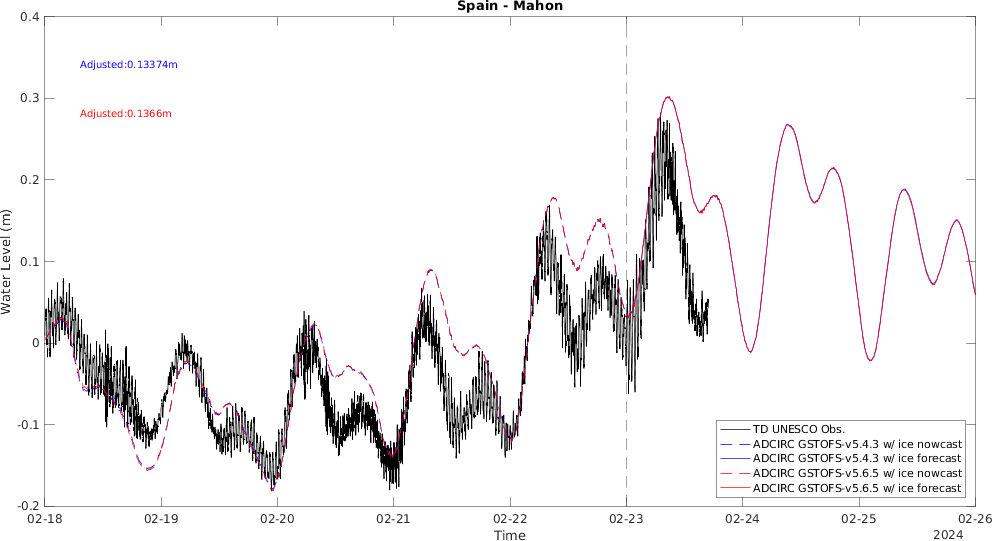 Spain - Mahon
0.4
0.3
0.2
0.1
0
-0.1
-0.2
Water Level (m)
Adjusted:0.13374m
Adjusted:0.1366m
TD UNESCO Obs.
ADCIRC GSTOFS-v5.4.3 w/ ice nowcast
ADCIRC GSTOFS-v5.4.3 w/ ice forecast
ADCIRC GSTOFS-v5.6.5 w/ ice nowcast
ADCIRC GSTOFS-v5.6.5 w/ ice forecast
02-18 02-19 02-20 02-21 02-22 02-23 02-24 02-25 02-26
Time
2024